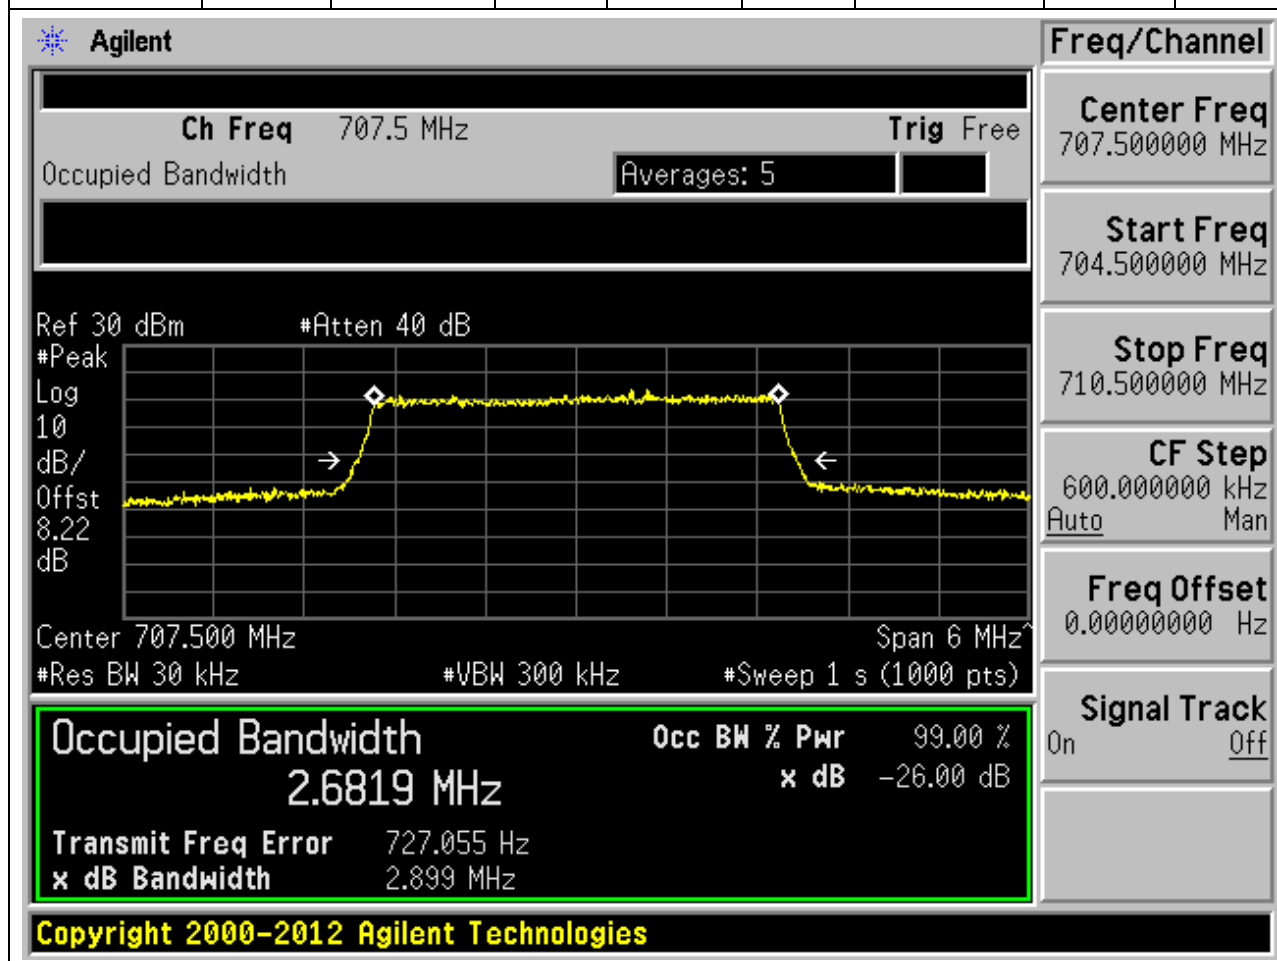 Agilent
Freq/Channel
Ch Freq 707.5 MHz Trig Free
Occupied Bandwidth Averages: 5
Center Freq
707.500000 MHz
Start Freq
704.500000 MHz
Stop Freq
710.500000 MHz
CF Step
600.000000 kHz
Auto Man
Freq Offset
0.00000000 Hz
Signal Track
On Off
Ref 30 dBm #Atten 40 dB
#Peak
Log
10
dB/
Offst
8.22
dB
Center 707.500 MHz Span 6 MHz^
#Res BW 30 kHz #VBW 300 kHz #Sweep 1 s (1000 pts)
Occupied Bandwidth Occ BW % Pwr 99.00 %
2.6819 MHz x dB -26.00 dB
Transmit Freq Error 727.055 Hz
x dB Bandwidth 2.899 MHz
Copyright 2000-2012 Agilent Technologies